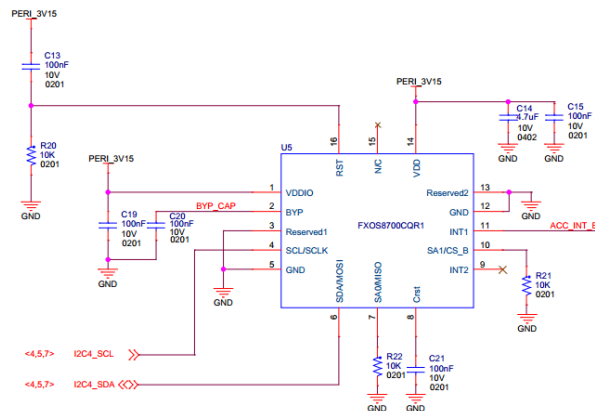 PERI_3V15
C13
100nF
10V
0201
R20
10K
0201
GND
PERI_3V15
C14
4.7uF
10V
0402
C15
100nF
10V
0201
GND
GND
U5
16
15
14
RST
N/C
VDD
FXOS8700CQR1
PERI_3V15
1
VDDIO
BYP_CAP
2
BYP
3
Reserved1
4
SCL/SCLK
5
GND
13
Reserved2
12
GND
11
INT1
10
SA1/CS_B
9
INT2
SDA/MOSI
SA0/MISO
Crst
6
7
8
C19
100nF
10V
0201
C20
100nF
10V
0201
GND
GND
GND
ACC_INT_B
R21
10K
0201
GND
R22
10K
0201
GND
C21
100nF
10V
0201
GND
<4,5,7> I2C4_SCL
<4,5,7> I2C4_SDA